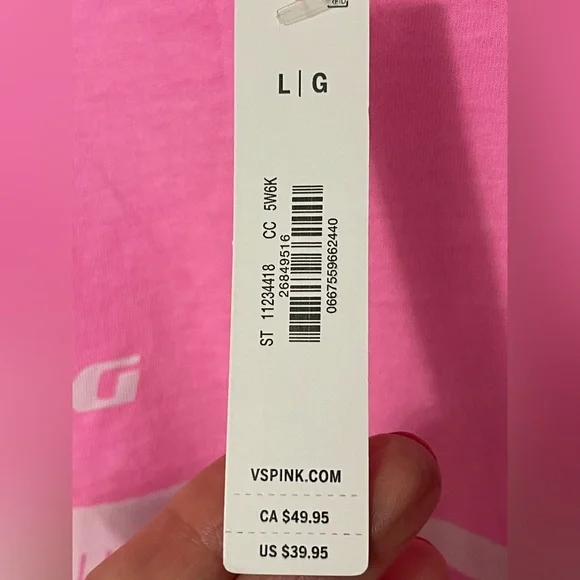 L | G
ST 11234418 CC 5W6K
26849516
0667559662440
VSPINK.COM
CA $49.95
US $39.95
G